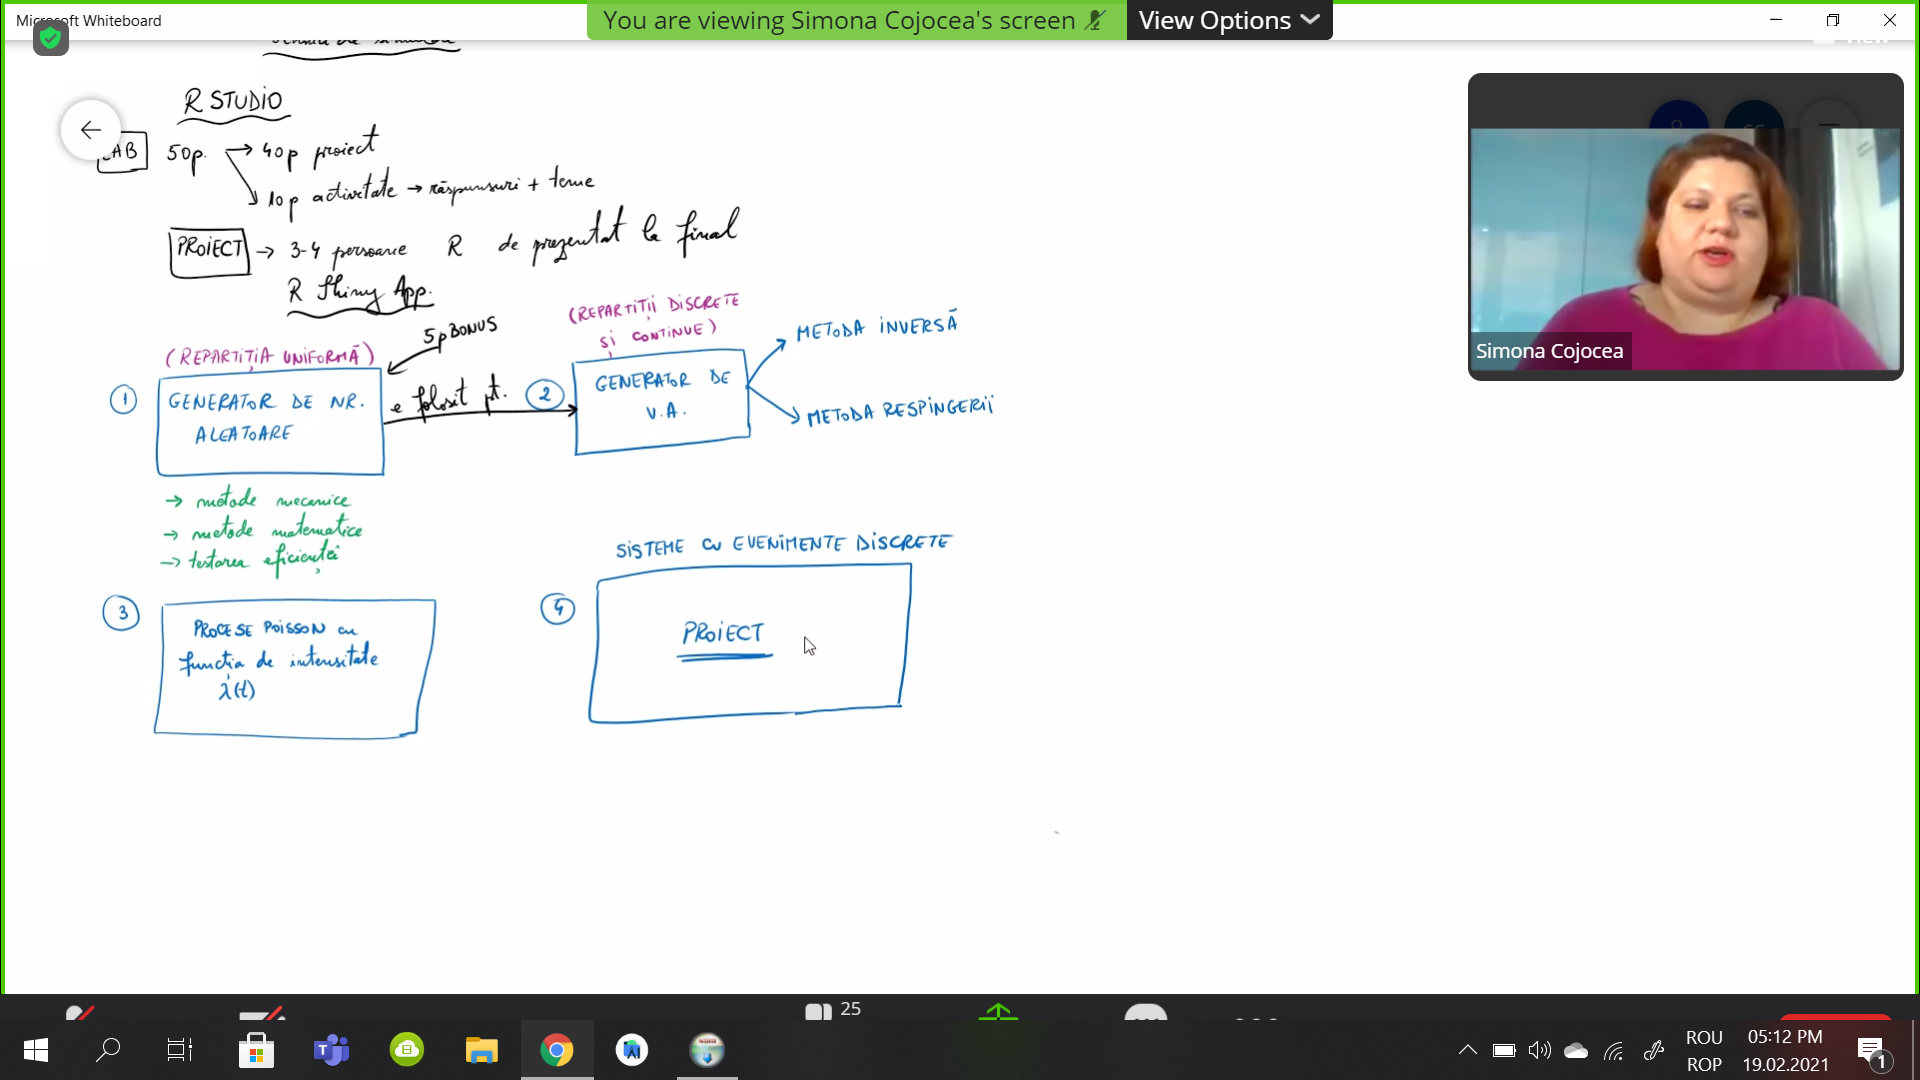 Microsoft Whiteboard
You are viewing Simona Cojocea's screen
View Options
View
R STUDIO
LAB 50p. → 40p proiect
10p activitate → răspunsuri + teme
PROIECT → 3-4 persoane R de prezentat la final
R Shiny App.
5p BONUS
(REPARTIȚIA UNIFORMĂ)
1
GENERATOR DE NR.
ALEATOARE
e folosit pt.
(REPARTIȚII DISCRETE
ȘI CONTINUE)
2
GENERATOR DE
V.A.
METODA INVERSĂ
METODA RESPINGERII
→ metode mecanice
→ metode matematice
→ testarea eficienței
3
PROCESE POISSON cu
funcția de intensitate
λ(t)
SISTEME CU EVENIMENTE DISCRETE
4
PROIECT
Simona Cojocea
25
ROU
ROP
05:12 PM
19.02.2021
1